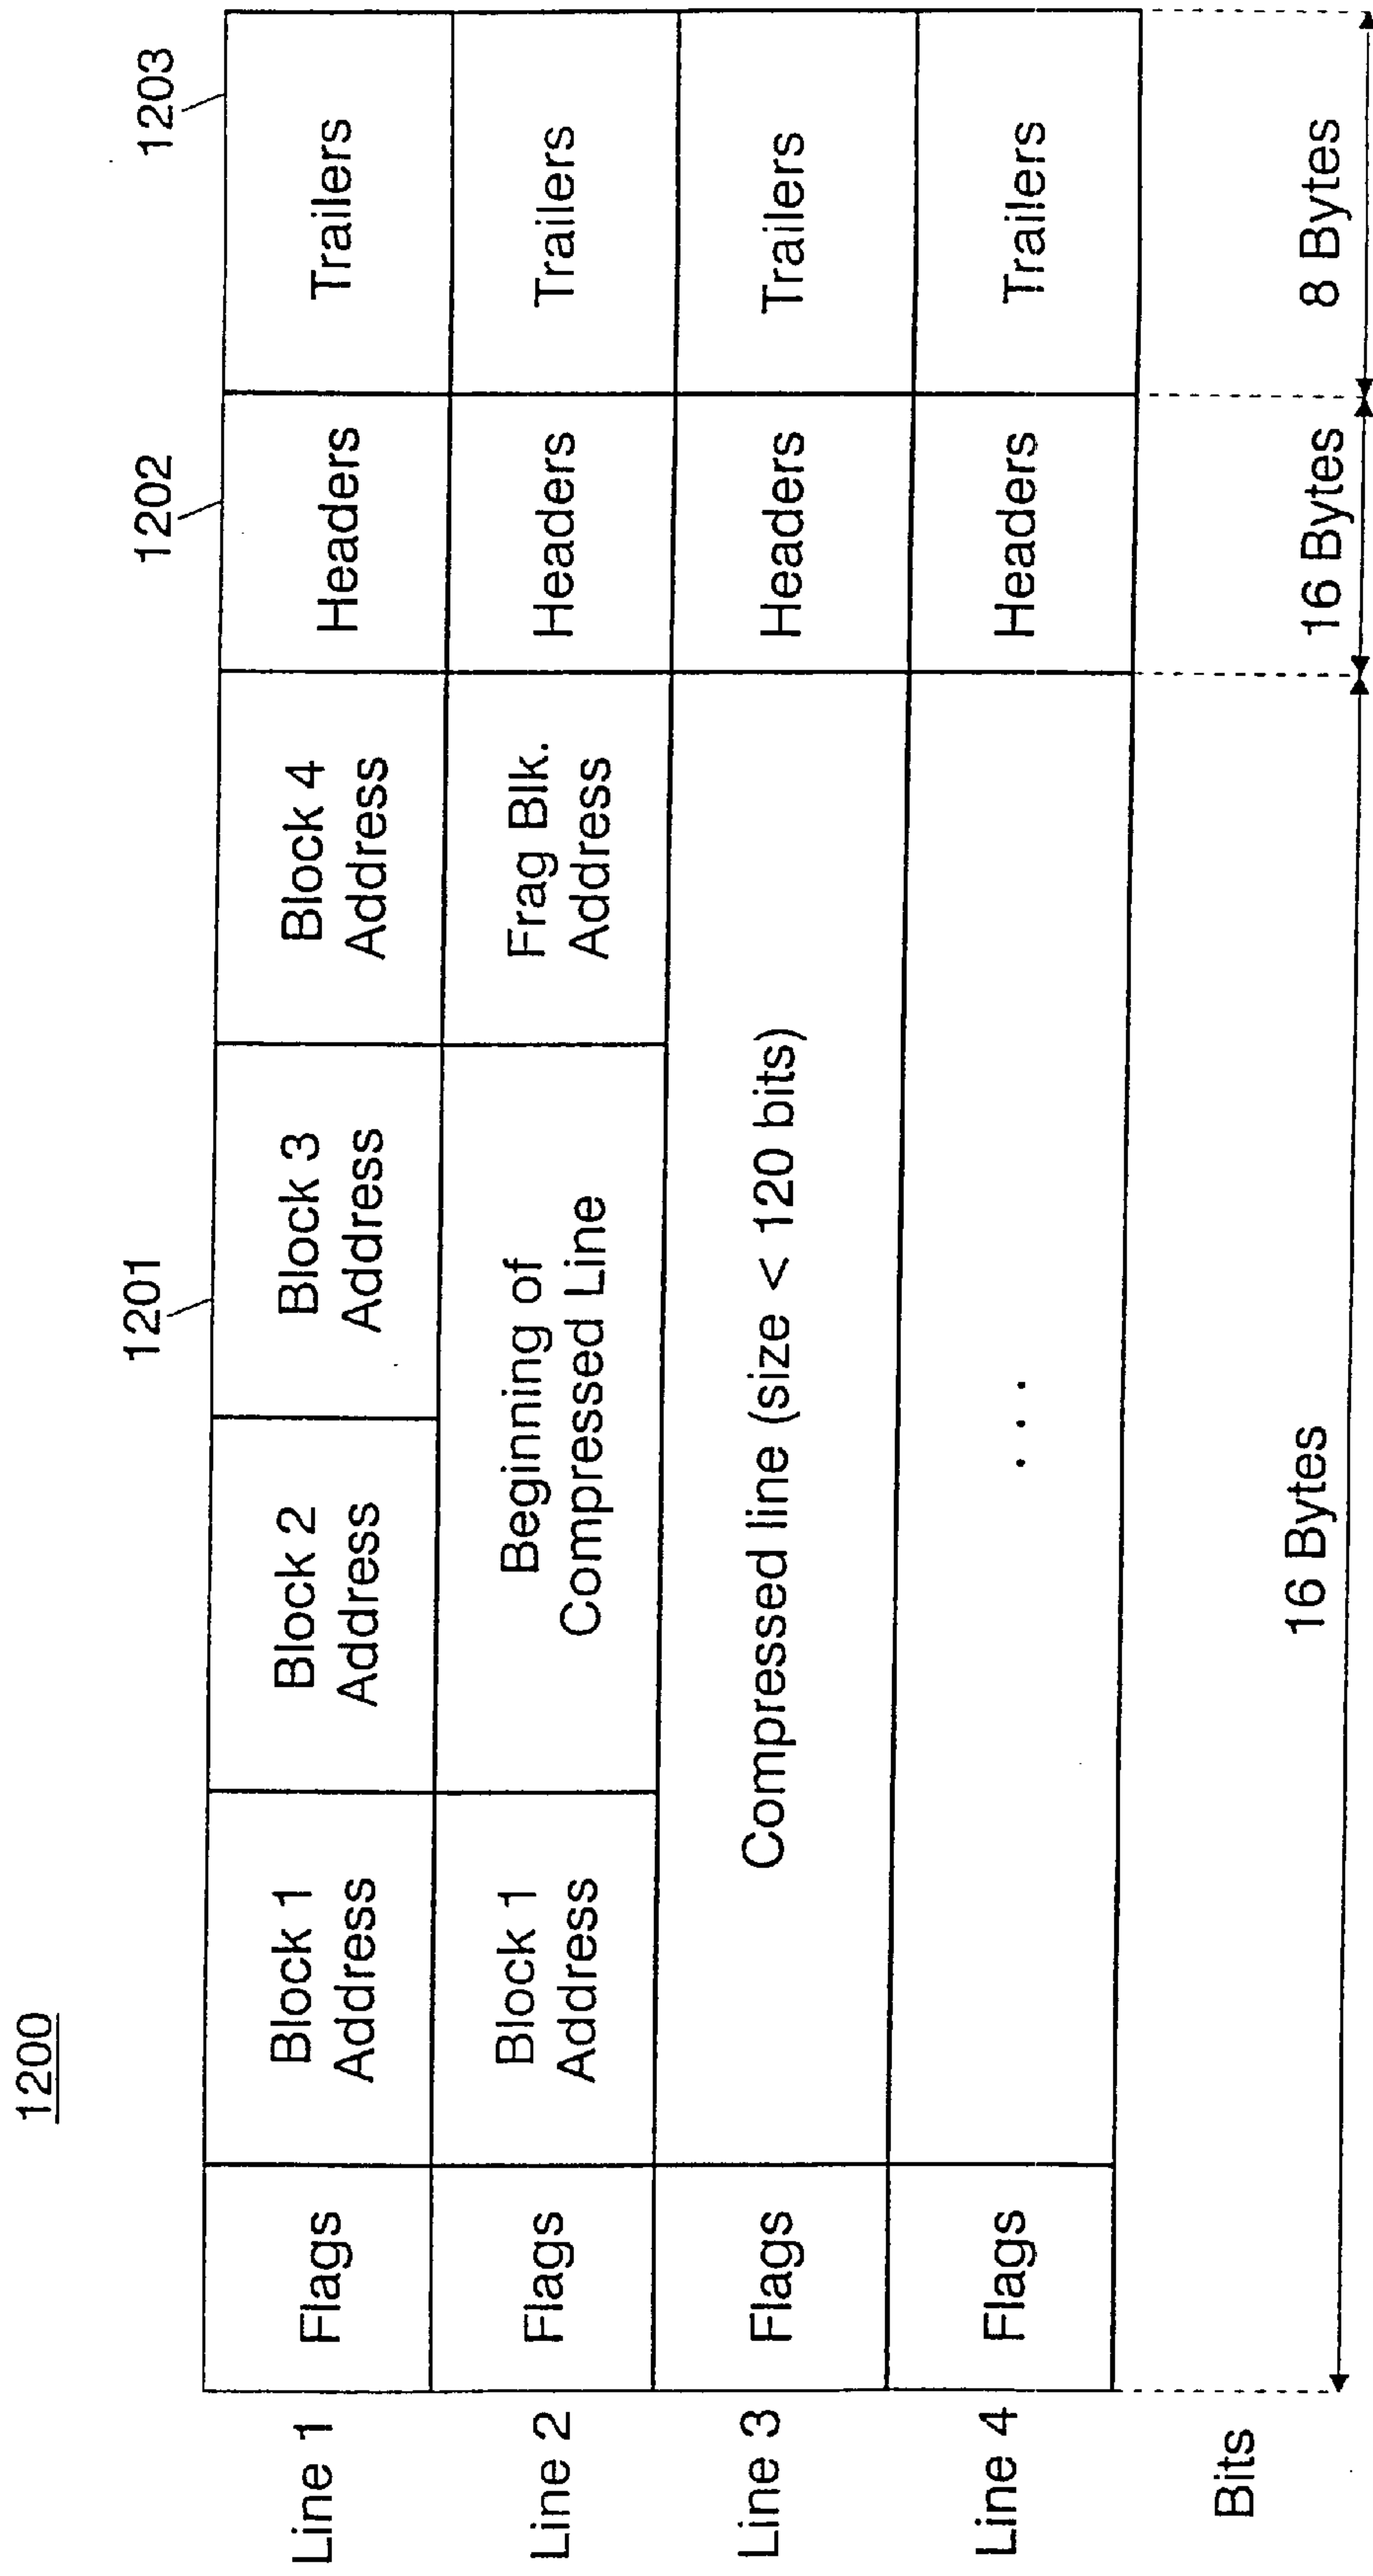 1200
1201
1202
1203
Line 1
Flags
Block 1
Address
Block 2
Address
Block 3
Address
Block 4
Address
Headers
Trailers
Line 2
Flags
Block 1
Address
Beginning of
Compressed Line
Frag Blk.
Address
Headers
Trailers
Line 3
Flags
Compressed line (size < 120 bits)
Headers
Trailers
Line 4
Flags
. . .
Headers
Trailers
Bits
16 Bytes
16 Bytes
8 Bytes